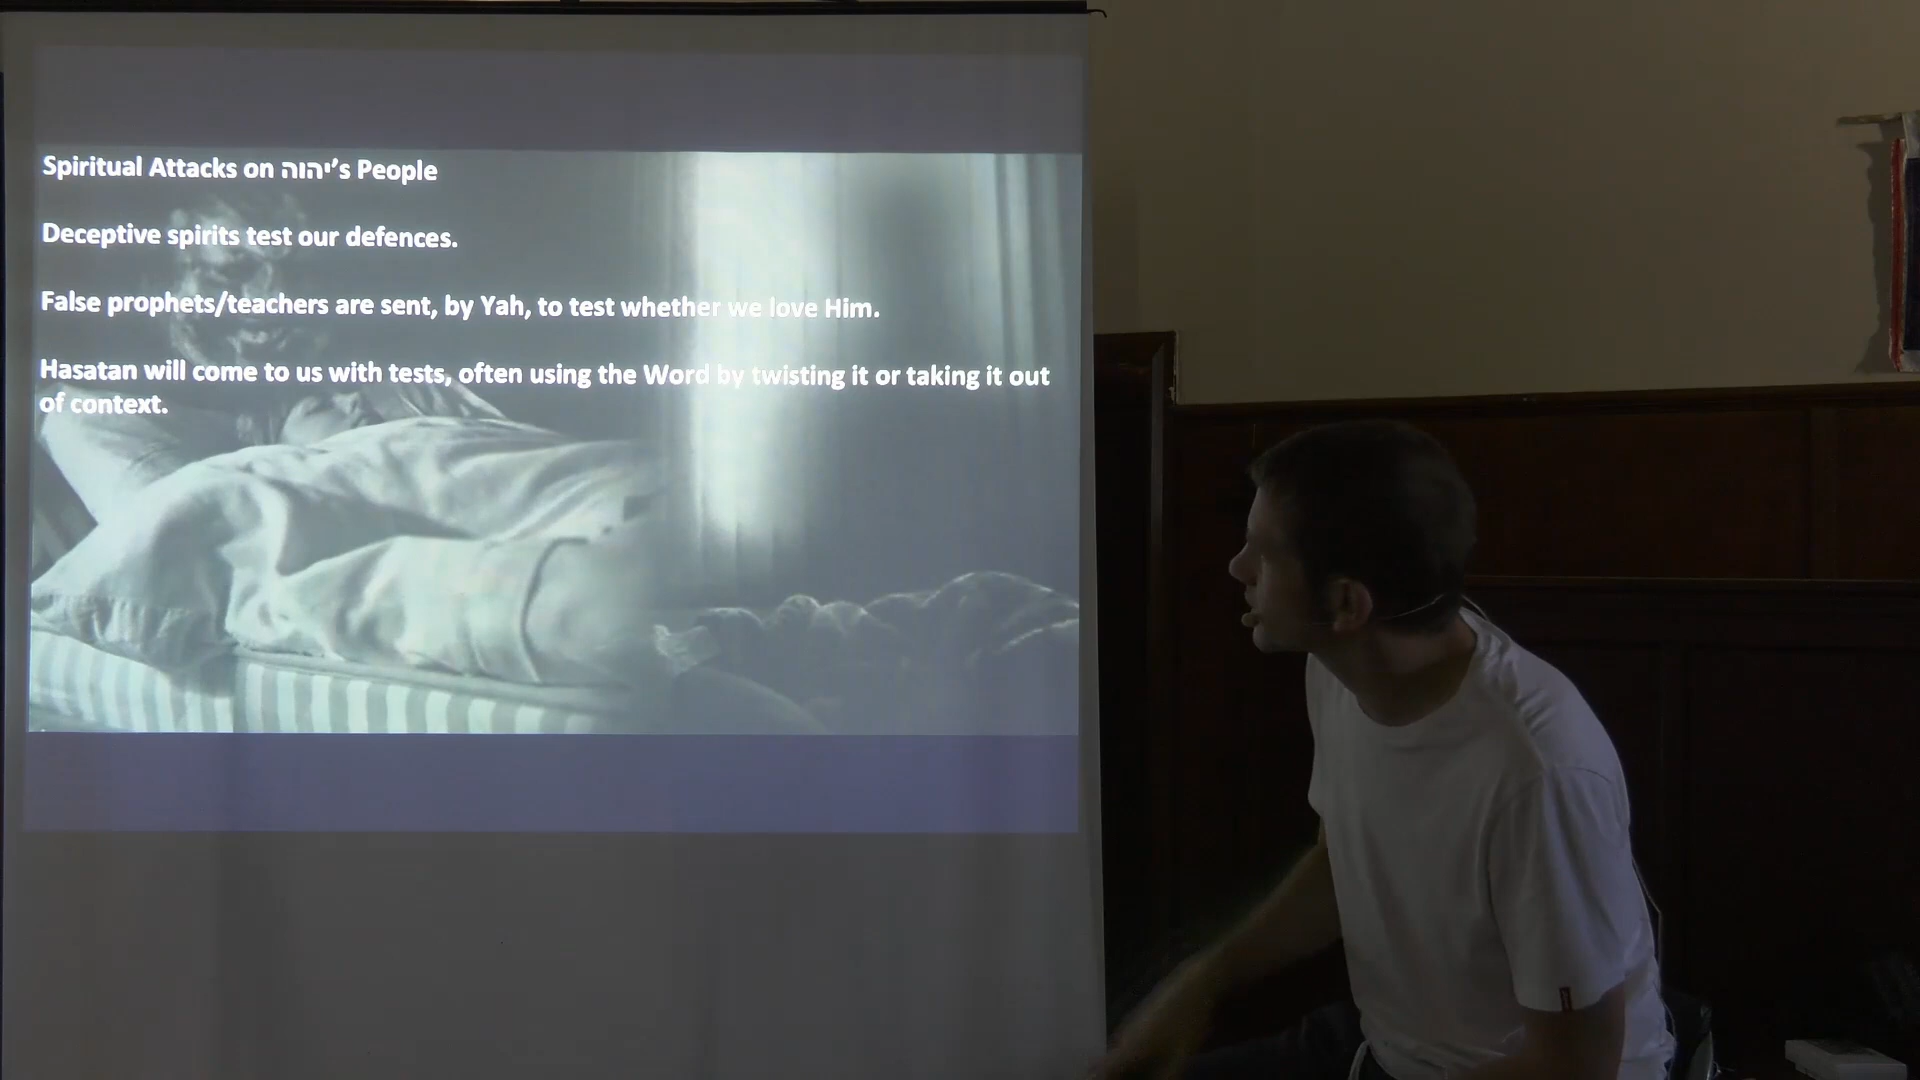 Spiritual Attacks on יהוה’s People
Deceptive spirits test our defences.
False prophets/teachers are sent, by Yah, to test whether we love Him.
Hasatan will come to us with tests, often using the Word by twisting it or taking it out
of context.